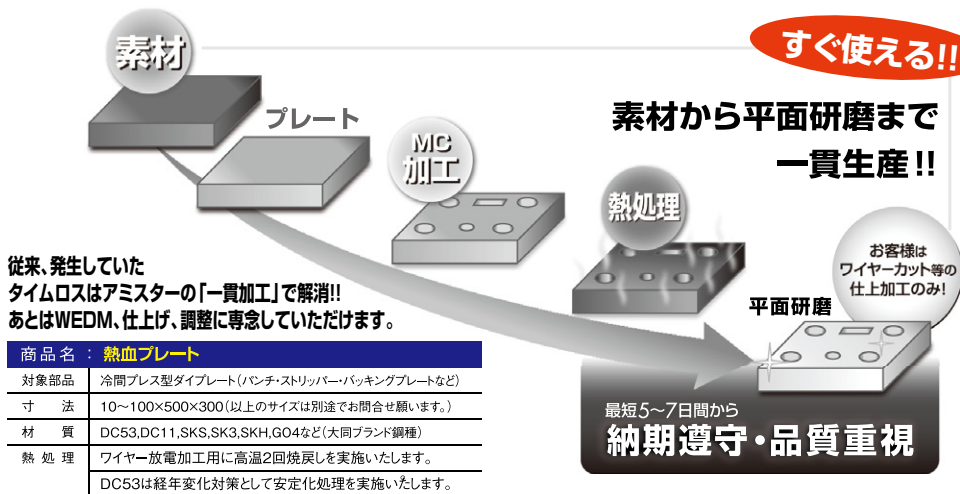 素材
プレート
MC
加工
熱処理
平面研磨
すぐ使える!!
素材から平面研磨まで
一貫生産!!
お客様は
ワイヤーカット等の
仕上加工のみ!
従来、発生していた
タイムロスはアミスターの「一貫加工」で解消!!
あとはWEDM、仕上げ、調整に専念していただけます。
商品名：熱血プレート
対象部品 冷間プレス型ダイプレート(パンチ・ストリッパー・バッキングプレートなど)
寸法 10〜100×500×300(以上のサイズは別途でお問合せ願います。)
材質 DC53,DC11,SKS,SK3,SKH,GO4など(大同ブランド鋼種)
熱処理 ワイヤー放電加工用に高温2回焼戻しを実施いたします。
DC53は経年変化対策として安定化処理を実施いたします。
最短5〜7日間から
納期遵守・品質重視